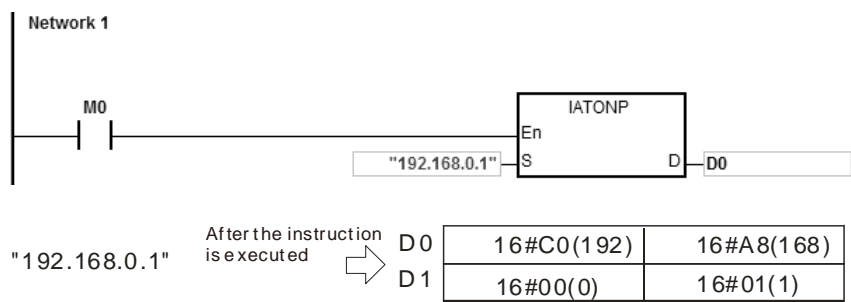 Network 1
M0
IATONP
En
"192.168.0.1" S D D0
"192.168.0.1" After the instruction is executed
D0 16#C0(192) 16#A8(168)
D1 16#00(0) 16#01(1)